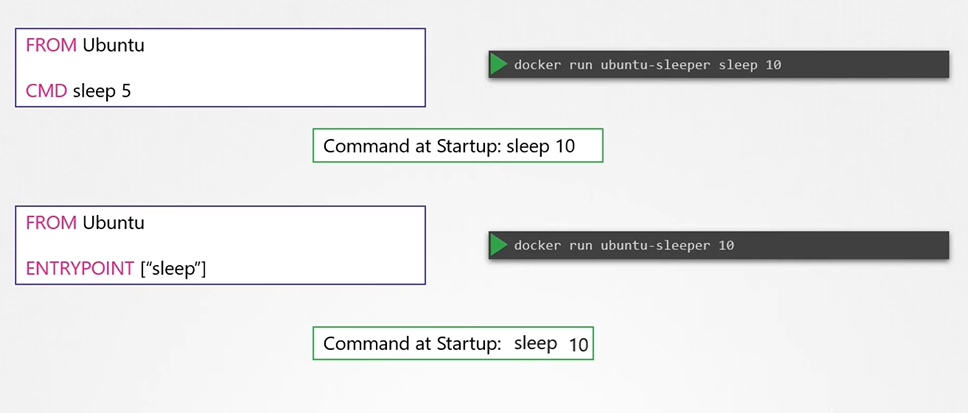 FROM Ubuntu
CMD sleep 5
docker run ubuntu-sleeper sleep 10
Command at Startup: sleep 10
FROM Ubuntu
ENTRYPOINT [“sleep”]
docker run ubuntu-sleeper 10
Command at Startup: sleep 10